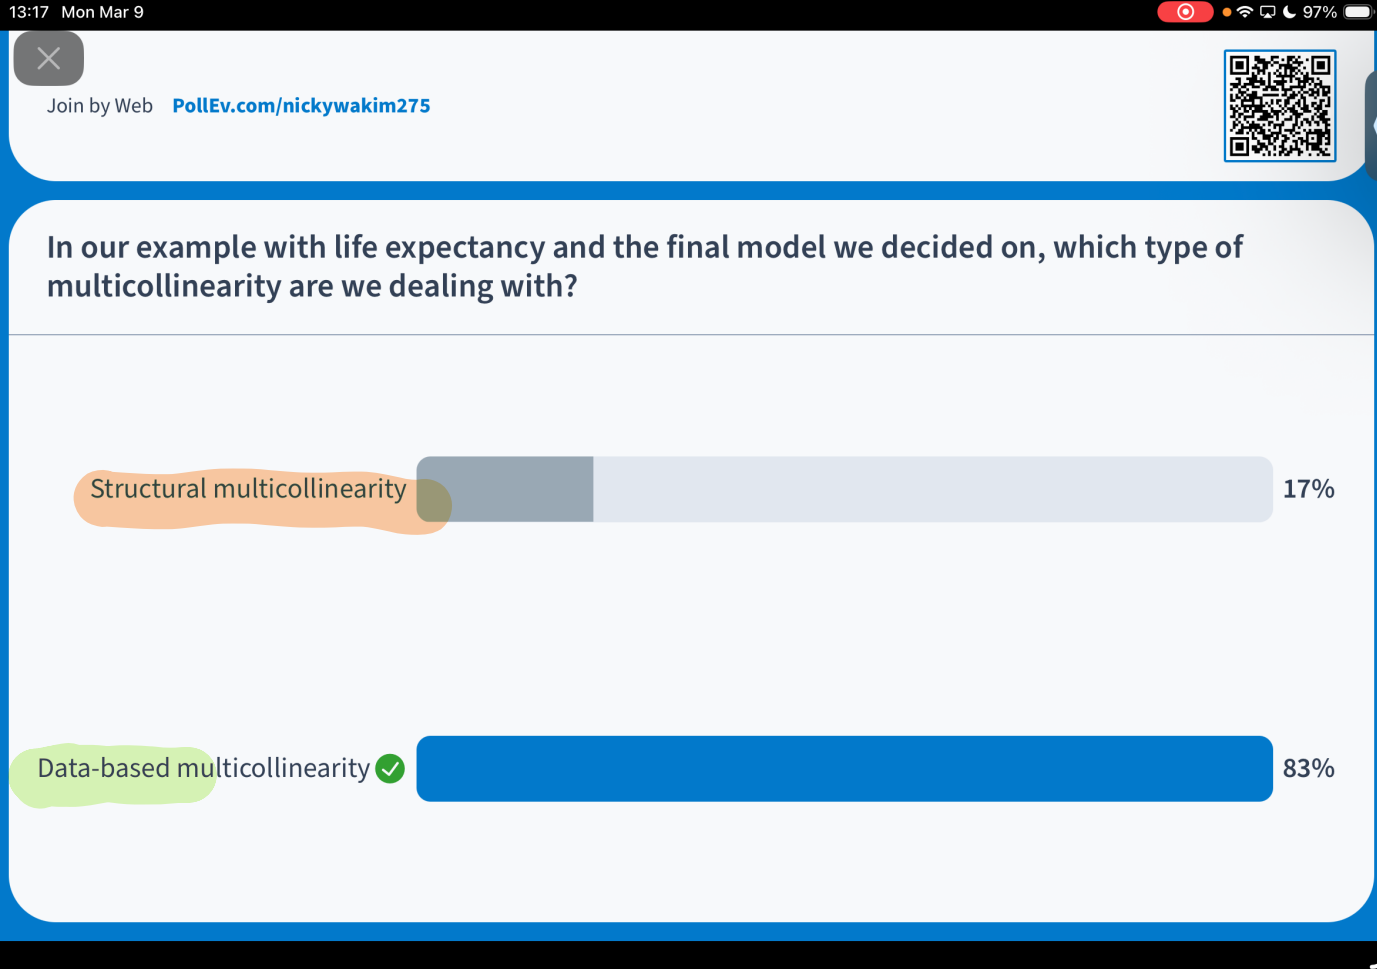 13:17 Mon Mar 9
97%
Join by Web PollEv.com/nickywakim275
In our example with life expectancy and the final model we decided on, which type of
multicollinearity are we dealing with?
Structural multicollinearity 17%
Data-based multicollinearity 83%